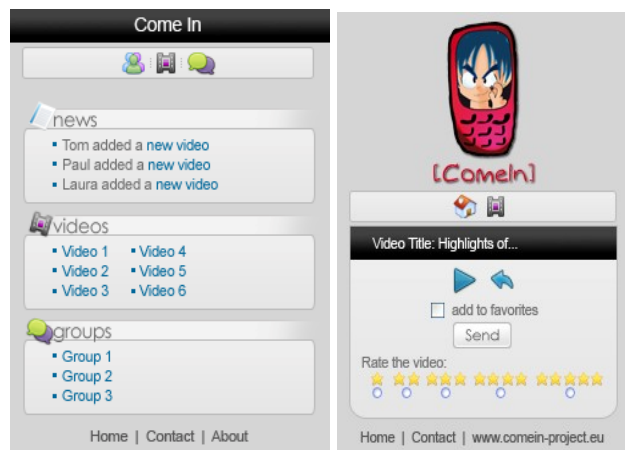 Come In
news
Tom added a new video
Paul added a new video
Laura added a new video
videos
Video 1 Video 4
Video 2 Video 5
Video 3 Video 6
groups
Group 1
Group 2
Group 3
Home | Contact | About
[ComeIn]
Video Title: Highlights of...
add to favorites
Send
Rate the video:
Home | Contact | www.comein-project.eu